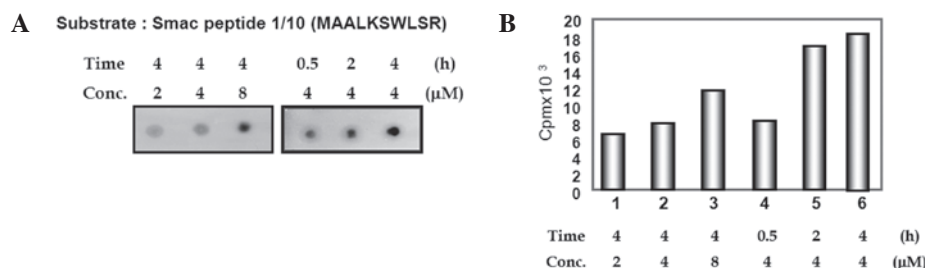 A Substrate : Smac peptide 1/10 (MAALKSWLSR)
Time 4 4 4 0.5 2 4 (h)
Conc. 2 4 8 4 4 4 (μM)
B
Cpmx10 3
20
18
16
14
12
10
8
6
4
2
0
1 2 3 4 5 6
Time 4 4 4 0.5 2 4 (h)
Conc. 2 4 8 4 4 4 (μM)